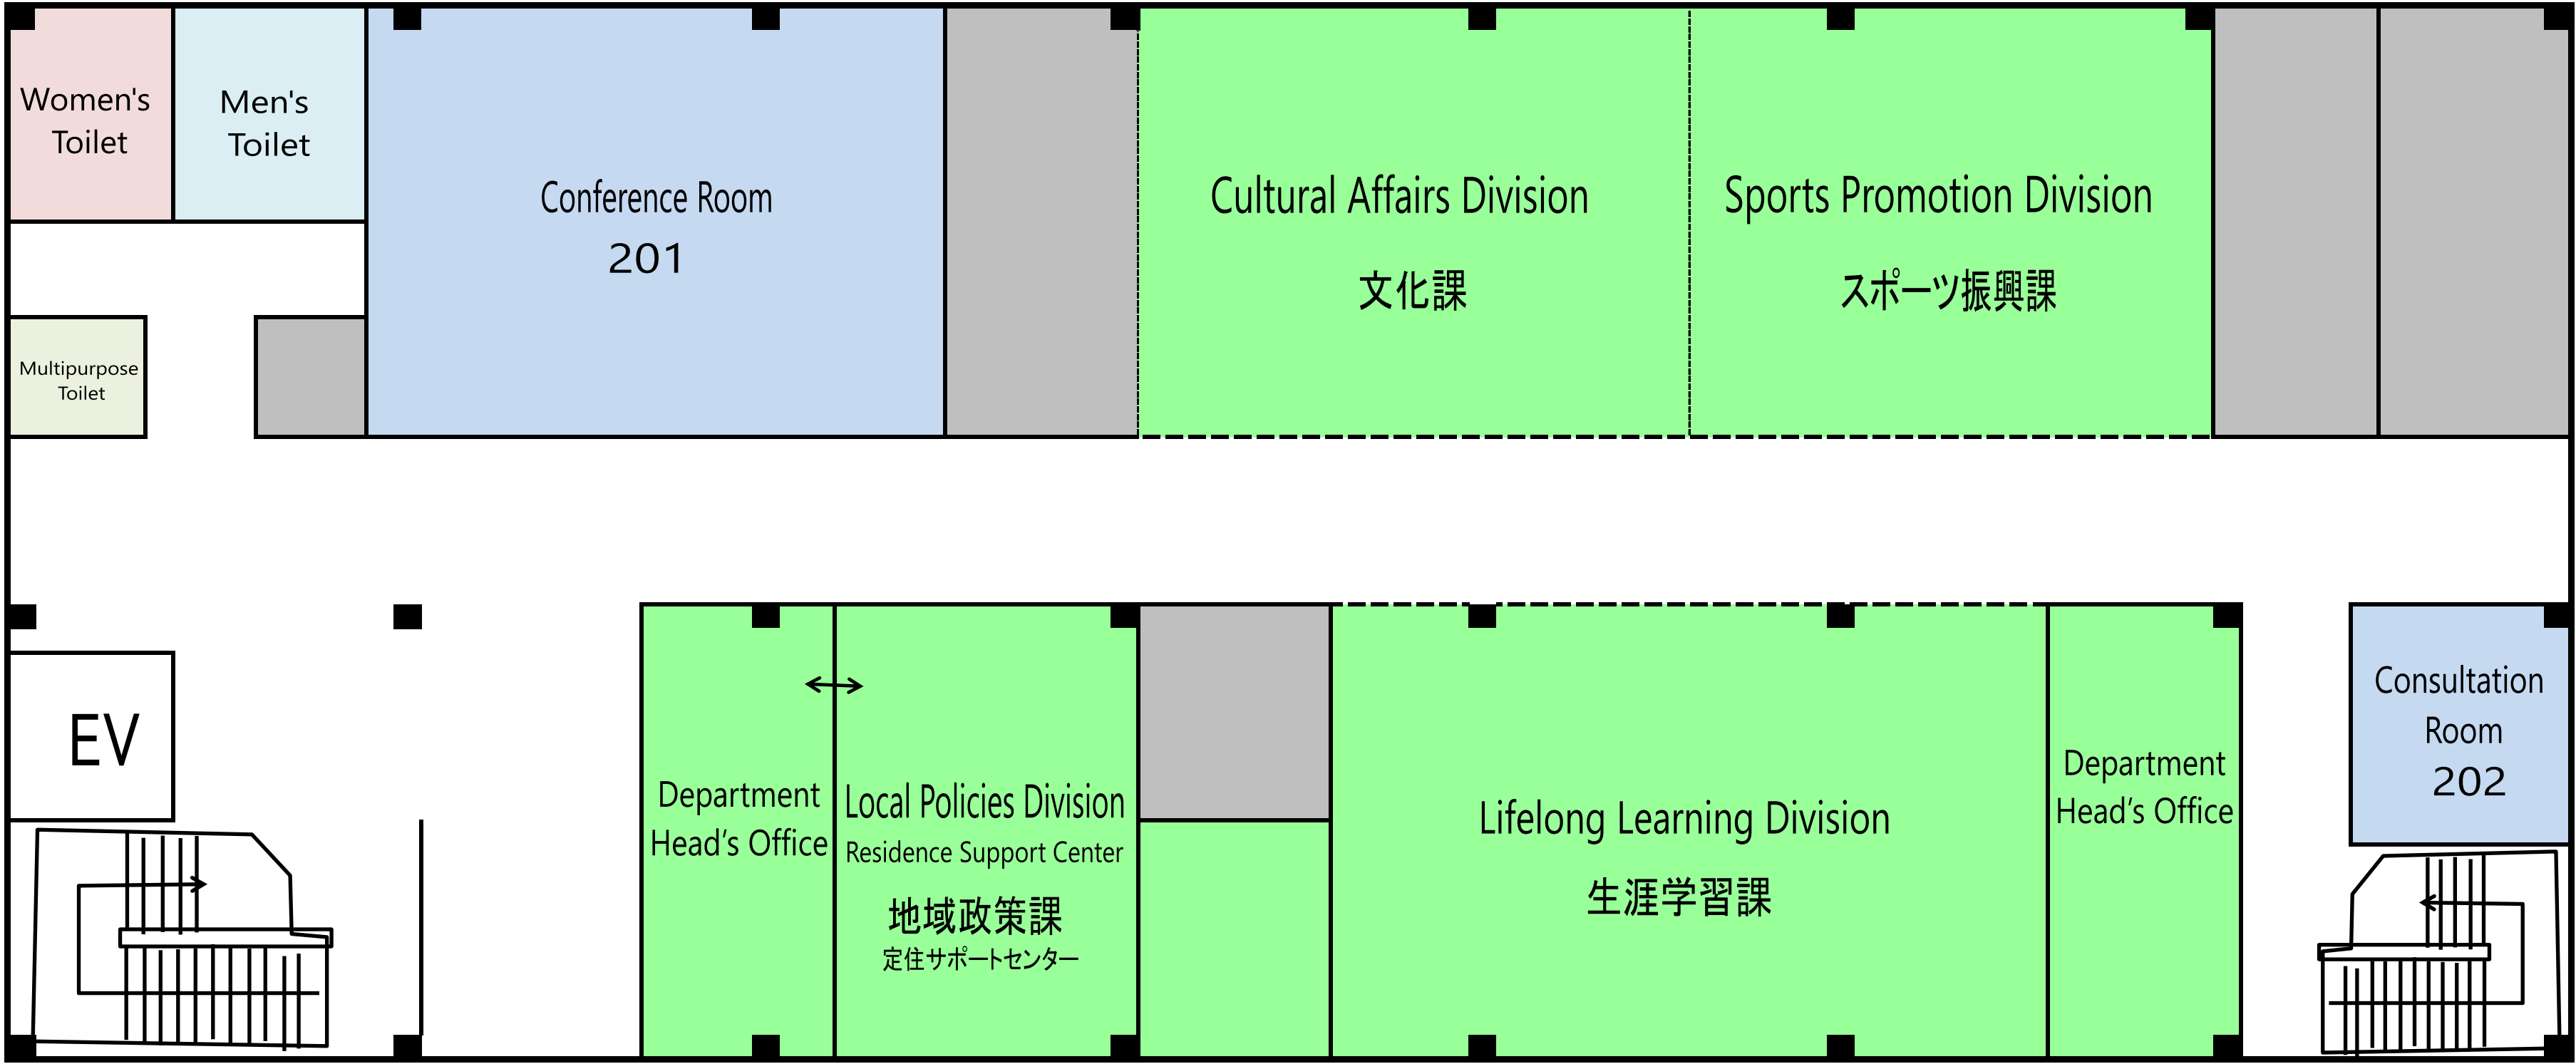 Women's
Toilet
Men's
Toilet
Conference Room
201
Cultural Affairs Division
文化課
Sports Promotion Division
スポーツ振興課
Multipurpose
Toilet
EV
Department
Head’s Office
Local Policies Division
Residence Support Center
地域政策課
定住サポートセンター
Lifelong Learning Division
生涯学習課
Department
Head’s Office
Consultation
Room
202